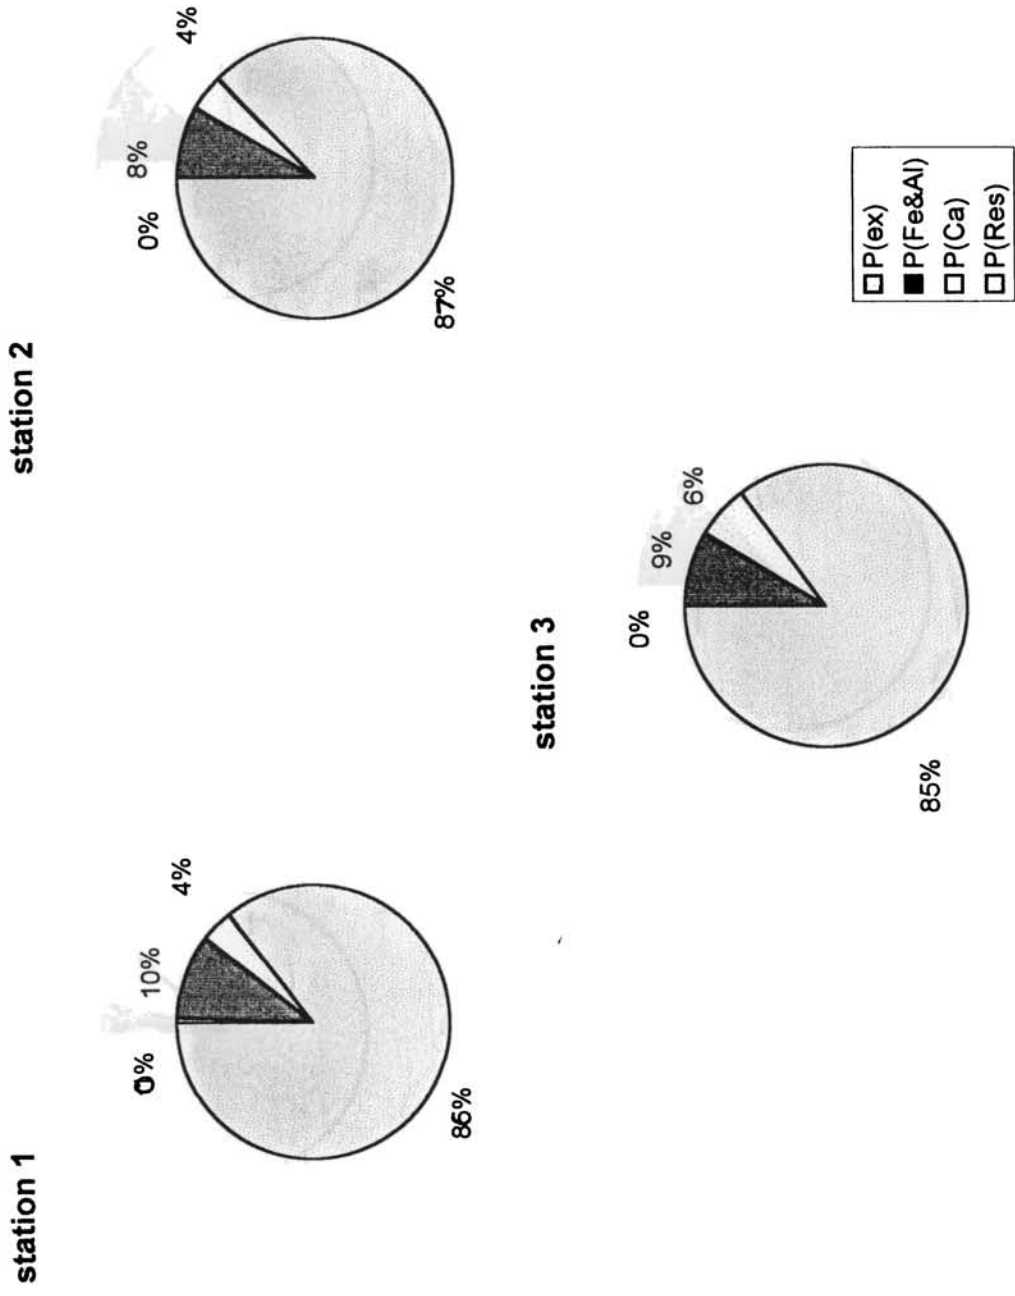 station 1
0%
10%
4%
86%
station 2
0%
8%
4%
87%
station 3
0%
9%
6%
85%
P(ex)
P(Fe&Al)
P(Ca)
P(Res)